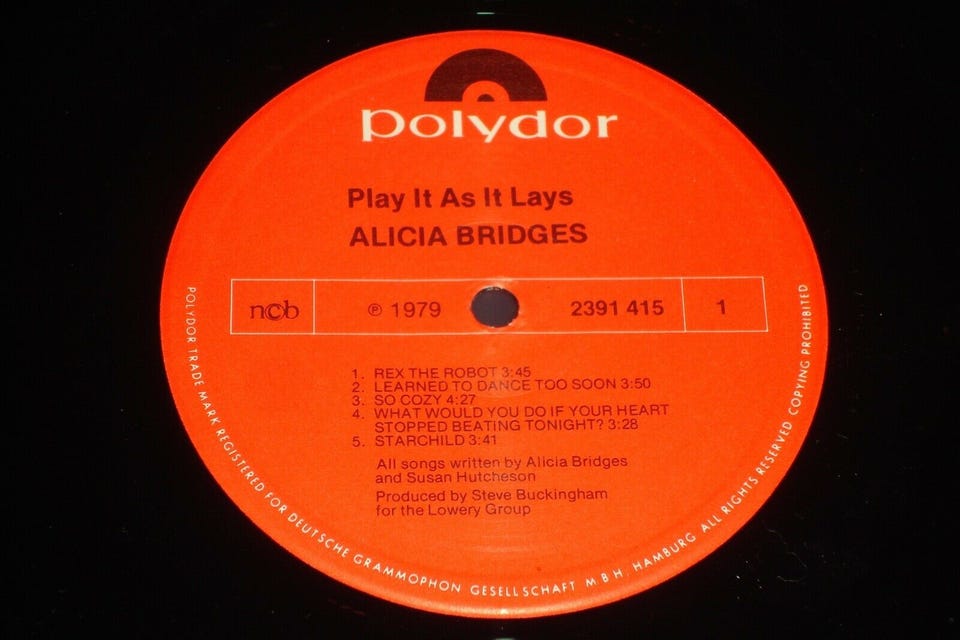 polydor
Play It As It Lays
ALICIA BRIDGES
ncb ℗ 1979 2391 415 1
1. REX THE ROBOT 3:45
2. LEARNED TO DANCE TOO SOON 3:50
3. SO COZY 4:27
4. WHAT WOULD YOU DO IF YOUR HEART
STOPPED BEATING TONIGHT? 3:28
5. STARCHILD 3:41
All songs written by Alicia Bridges
and Susan Hutcheson
Produced by Steve Buckingham
for the Lowery Group
POLYDOR TRADE MARK REGISTERED FOR DEUTSCHE GRAMMOPHON GESELLSCHAFT M B H. HAMBURG ALL RIGHTS RESERVED COPYING PROHIBITED